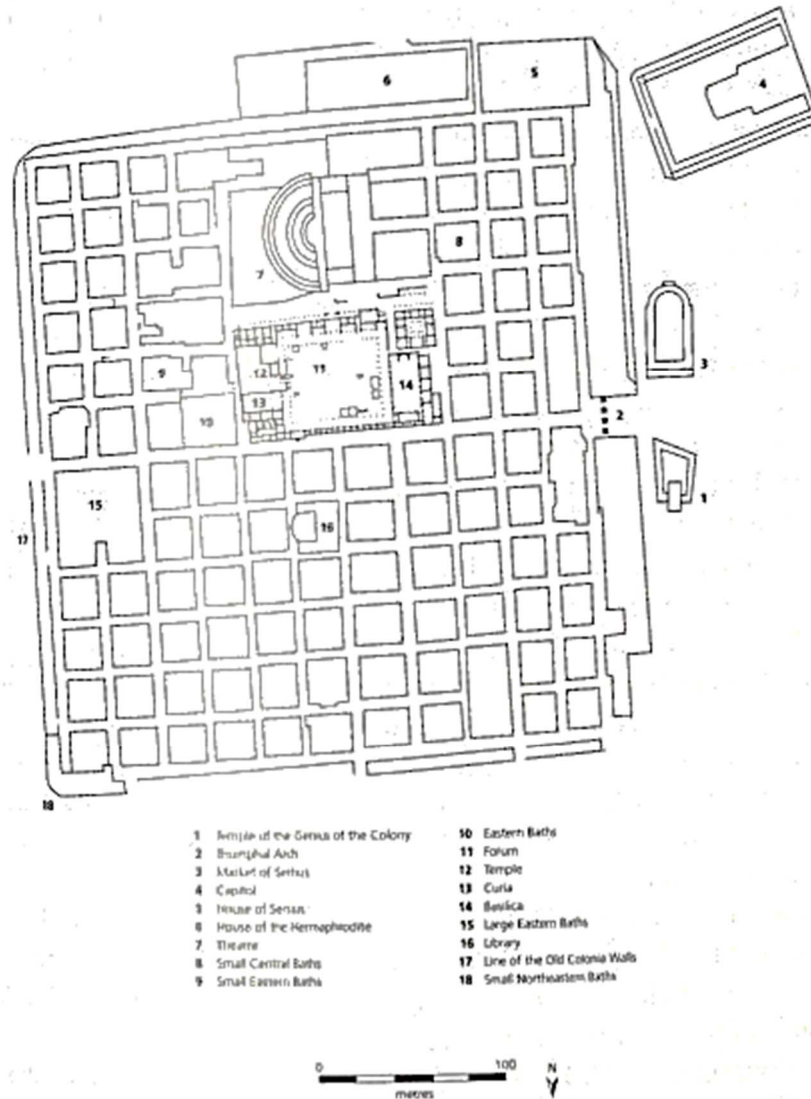 6
5
4
7
8
9
10
11
12
13
14
3
2
1
15
16
17
18
1 Temple of the Genius of the Colony
2 Triumphal Arch
3 Market of Sertius
4 Capitol
5 House of Sertius
6 House of the Hermaphrodite
7 Theatre
8 Small Central Baths
9 Small Eastern Baths
10 Eastern Baths
11 Forum
12 Temple
13 Curia
14 Basilica
15 Large Eastern Baths
16 Library
17 Line of the Old Colonia Walls
18 Small Northeastern Baths
0 100
metres
N